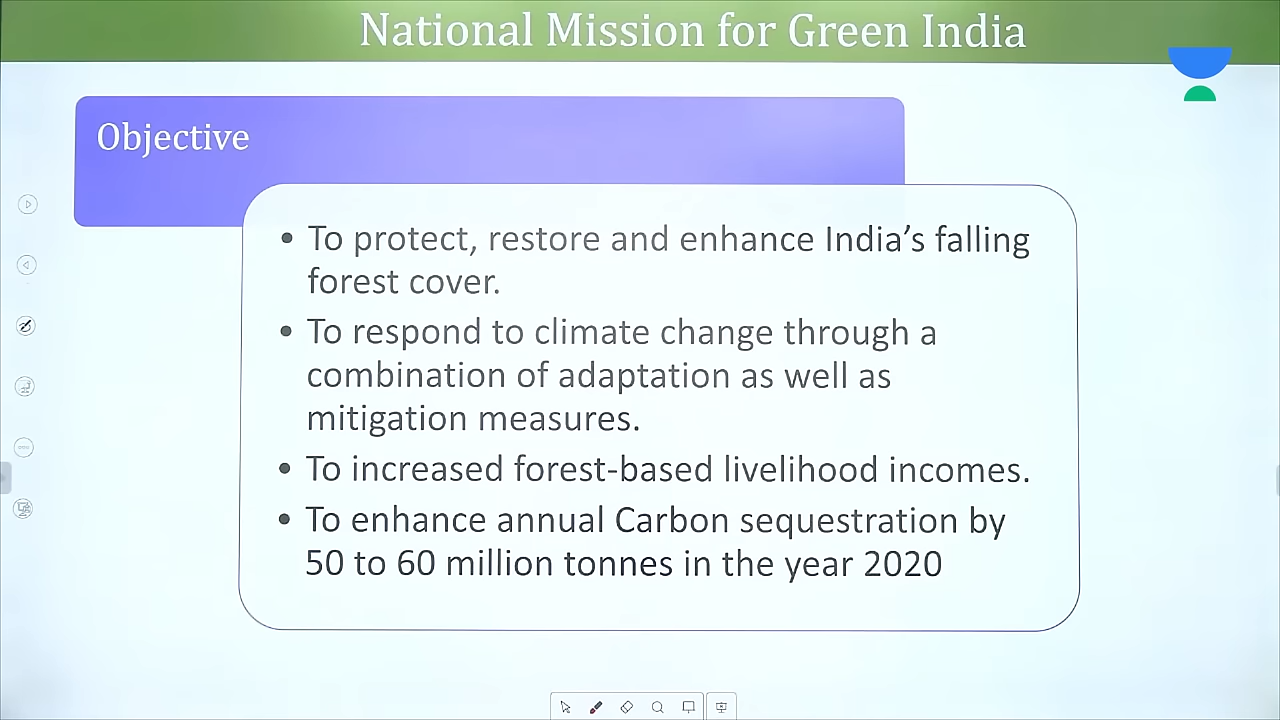 National Mission for Green India
Objective
• To protect, restore and enhance India’s falling
forest cover.
• To respond to climate change through a
combination of adaptation as well as
mitigation measures.
• To increased forest-based livelihood incomes.
• To enhance annual Carbon sequestration by
50 to 60 million tonnes in the year 2020